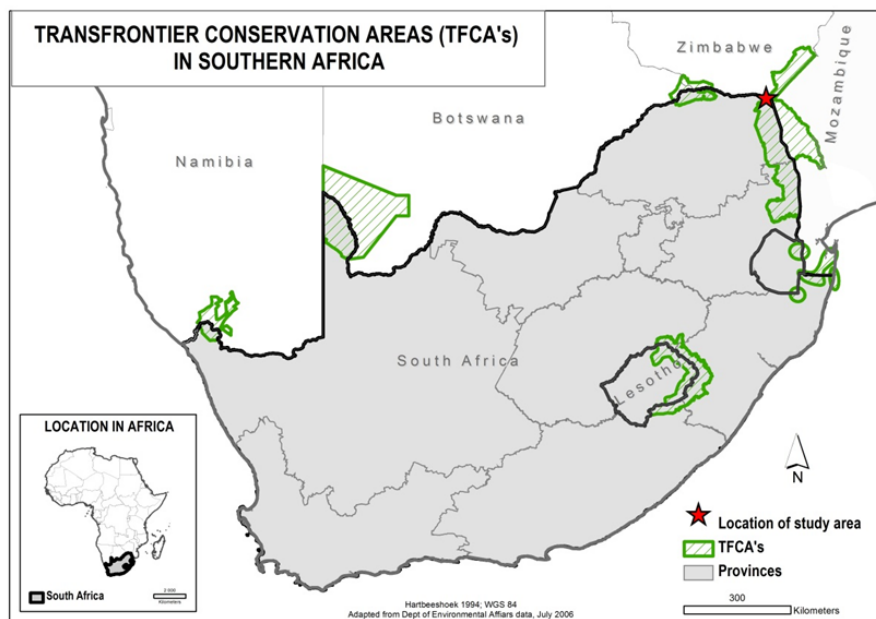 TRANSFRONTIER CONSERVATION AREAS (TFCA's)
IN SOUTHERN AFRICA
Zimbabwe
Mozambique
Botswana
Namibia
South Africa
Lesotho
LOCATION IN AFRICA
South Africa
Kilometers
N
Location of study area
TFCA's
Provinces
300
Kilometers
Hartbeeshoek 1994; WGS 84
Adapted from Dept of Environmental Affiars data, July 2006